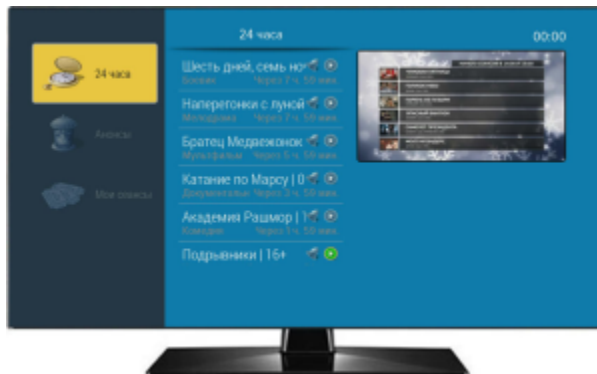 24 часа
00:00
24 часа
Анонсы
Мои сеансы
Шесть дней, семь но
Боевик Через 7 ч. 59 мин.
Наперегонки с луной
Мелодрама Через 7 ч. 59 мин.
Братец Медвежонок
Мультфильм Через 5 ч. 59 мин.
Катание по Марсу | 0
Документальн Через 3 ч. 59 мин.
Академия Рашмор | 1
Комедия Через 1 ч. 59 мин.
Подрывники | 16+